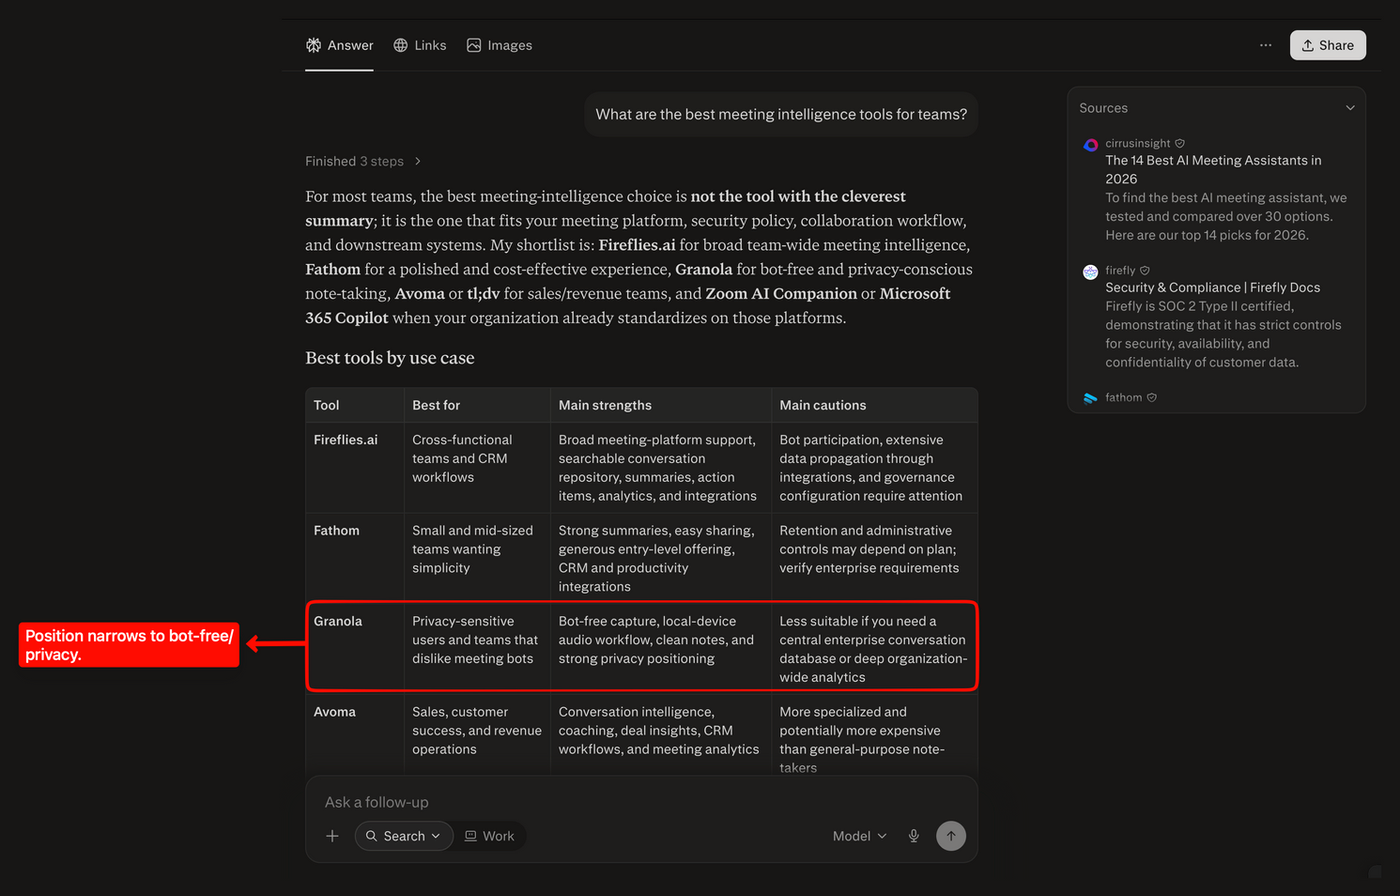 Answer
Links
Images
Share
What are the best meeting intelligence tools for teams?
Finished 3 steps
For most teams, the best meeting-intelligence choice is not the tool with the cleverest
summary; it is the one that fits your meeting platform, security policy, collaboration workflow,
and downstream systems. My shortlist is: Fireflies.ai for broad team-wide meeting intelligence,
Fathom for a polished and cost-effective experience, Granola for bot-free and privacy-conscious
note-taking, Avoma or tl;dv for sales/revenue teams, and Zoom AI Companion or Microsoft
365 Copilot when your organization already standardizes on those platforms.
Best tools by use case
Tool
Best for
Main strengths
Main cautions
Fireflies.ai
Cross-functional
teams and CRM
workflows
Broad meeting-platform support,
searchable conversation
repository, summaries, action
items, analytics, and integrations
Bot participation, extensive
data propagation through
integrations, and governance
configuration require attention
Fathom
Small and mid-sized
teams wanting
simplicity
Strong summaries, easy sharing,
generous entry-level offering,
CRM and productivity
integrations
Retention and administrative
controls may depend on plan;
verify enterprise requirements
Position narrows to bot-free/
privacy.
Granola
Privacy-sensitive
users and teams that
dislike meeting bots
Bot-free capture, local-device
audio workflow, clean notes, and
strong privacy positioning
Less suitable if you need a
central enterprise conversation
database or deep organization-
wide analytics
Avoma
Sales, customer
success, and revenue
operations
Conversation intelligence,
coaching, deal insights, CRM
workflows, and meeting analytics
More specialized and
potentially more expensive
than general-purpose note-
takers
Ask a follow-up
Search
Work
Model
Sources
cirrusinsight
The 14 Best AI Meeting Assistants in
2026
To find the best AI meeting assistant, we
tested and compared over 30 options.
Here are our top 14 picks for 2026.
firefly
Security & Compliance | Firefly Docs
Firefly is SOC 2 Type II certified,
demonstrating that it has strict controls
for security, availability, and
confidentiality of customer data.
fathom